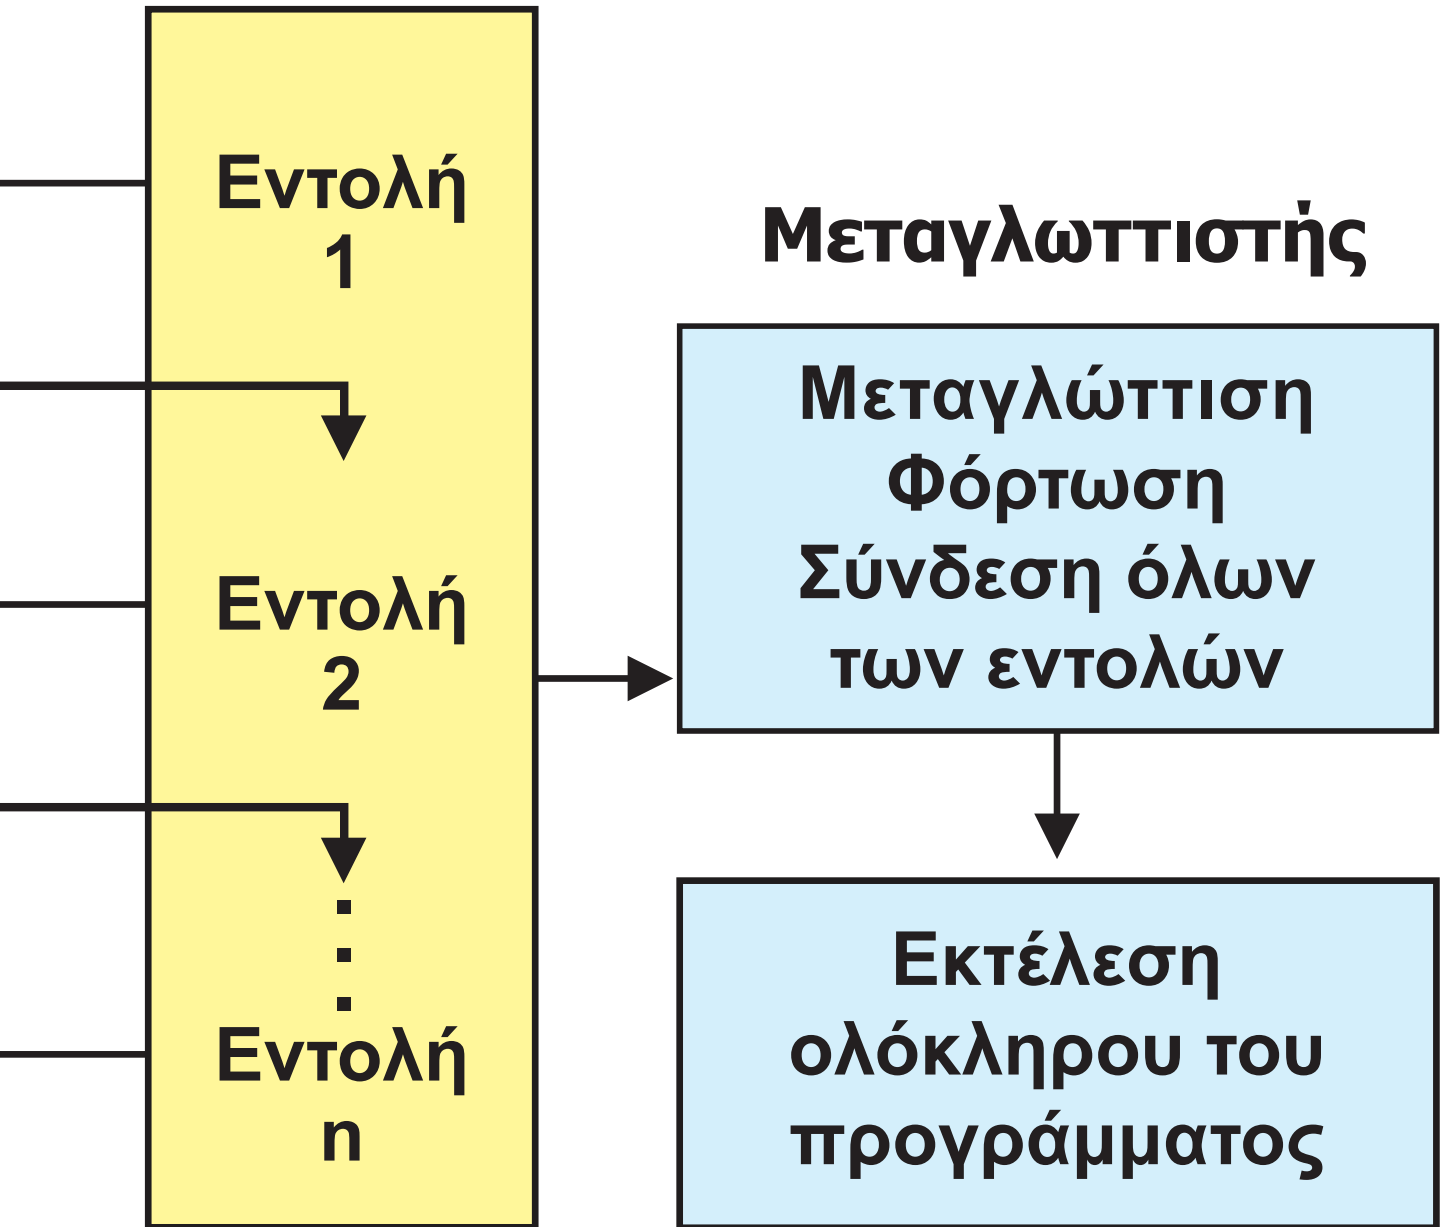 Εντολή
1
Εντολή
2
Εντολή
n
Μεταγλωττιστής
Μεταγλώττιση
Φόρτωση
Σύνδεση όλων
των εντολών
Εκτέλεση
ολόκληρου του
προγράμματος